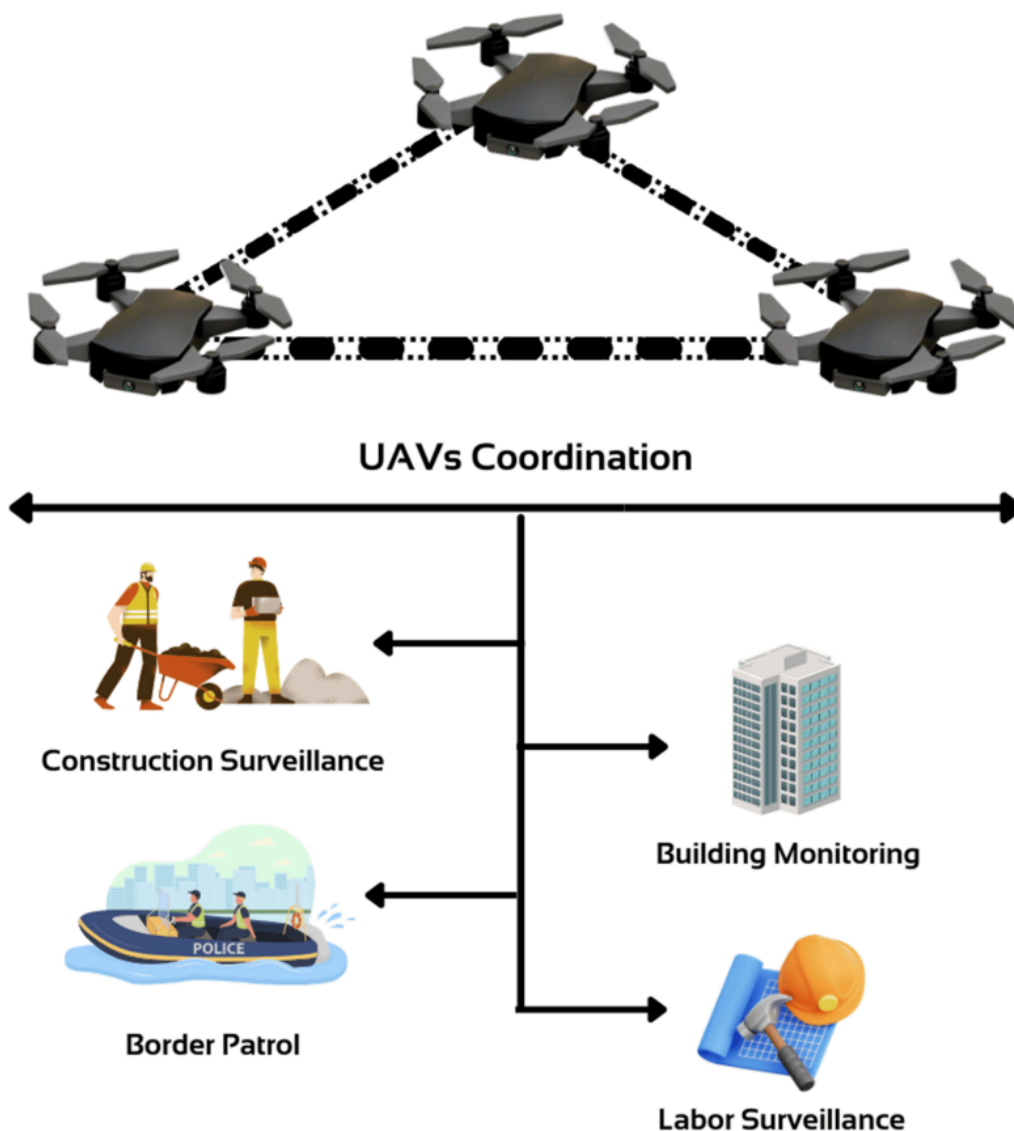 UAVs Coordination
Construction Surveillance
Building Monitoring
POLICE
Border Patrol
Labor Surveillance